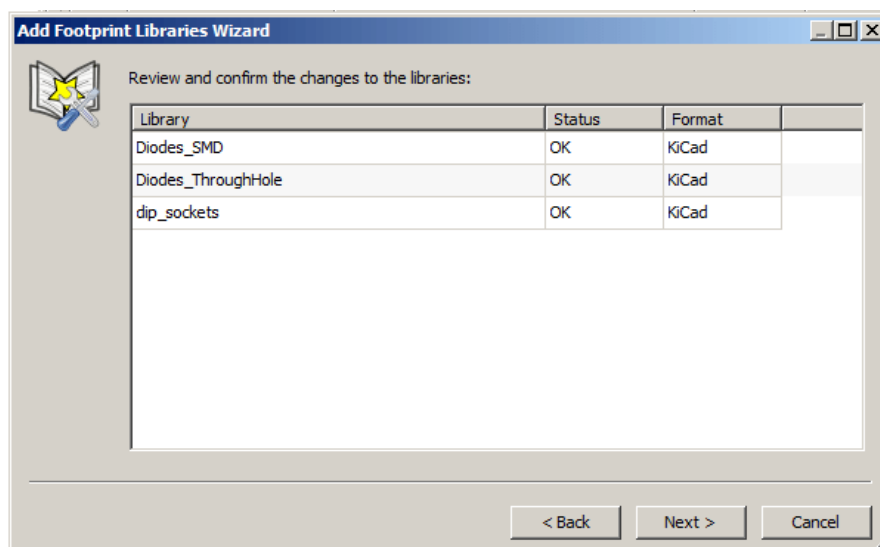 Add Footprint Libraries Wizard
Review and confirm the changes to the libraries:
Library Status Format
Diodes_SMD OK KiCad
Diodes_ThroughHole OK KiCad
dip_sockets OK KiCad
< Back Next > Cancel